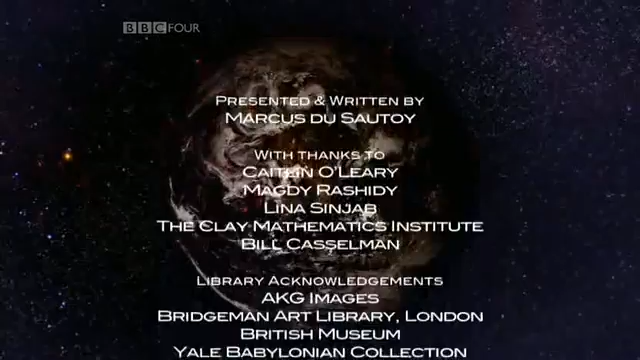 BBC FOUR
PRESENTED & WRITTEN BY
MARCUS DU SAUTOY
WITH THANKS TO
CAITLIN O'LEARY
MAGDY RASHIDY
LINA SINJAB
THE CLAY MATHEMATICS INSTITUTE
BILL CASSELMAN
LIBRARY ACKNOWLEDGEMENTS
AKG IMAGES
BRIDGEMAN ART LIBRARY, LONDON
BRITISH MUSEUM
YALE BABYLONIAN COLLECTION